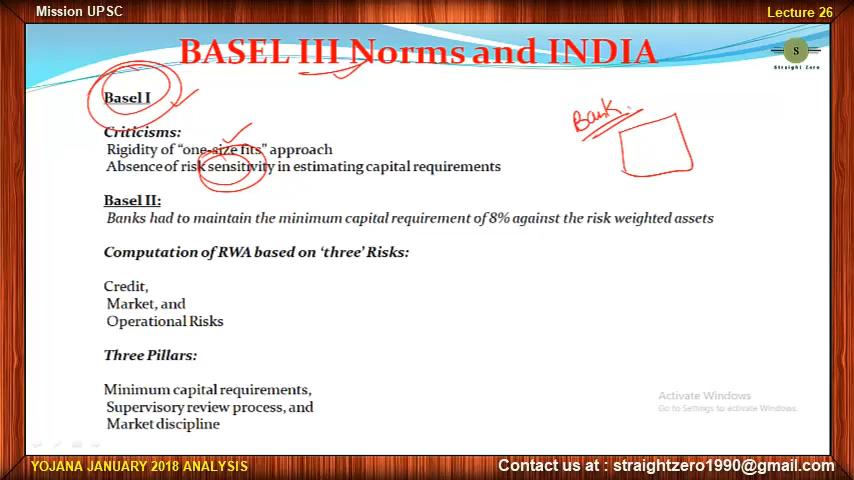 Mission UPSC
Lecture 26
BASEL III Norms and INDIA
S
Straight Zero
Basel I
Bank
Criticisms:
Rigidity of “one-size fits” approach
Absence of risk sensitivity in estimating capital requirements
Basel II:
Banks had to maintain the minimum capital requirement of 8% against the risk weighted assets
Computation of RWA based on ‘three’ Risks:
Credit,
Market, and
Operational Risks
Three Pillars:
Minimum capital requirements,
Supervisory review process, and
Market discipline
Activate Windows
Go to Settings to activate Windows.
YOJANA JANUARY 2018 ANALYSIS
Contact us at : straightzero1990@gmail.com